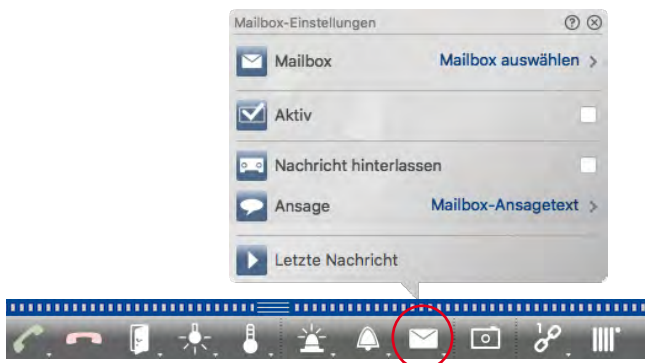 Mailbox-Einstellungen
Mailbox Mailbox auswählen
Aktiv
Nachricht hinterlassen
Ansage Mailbox-Ansagetext
Letzte Nachricht